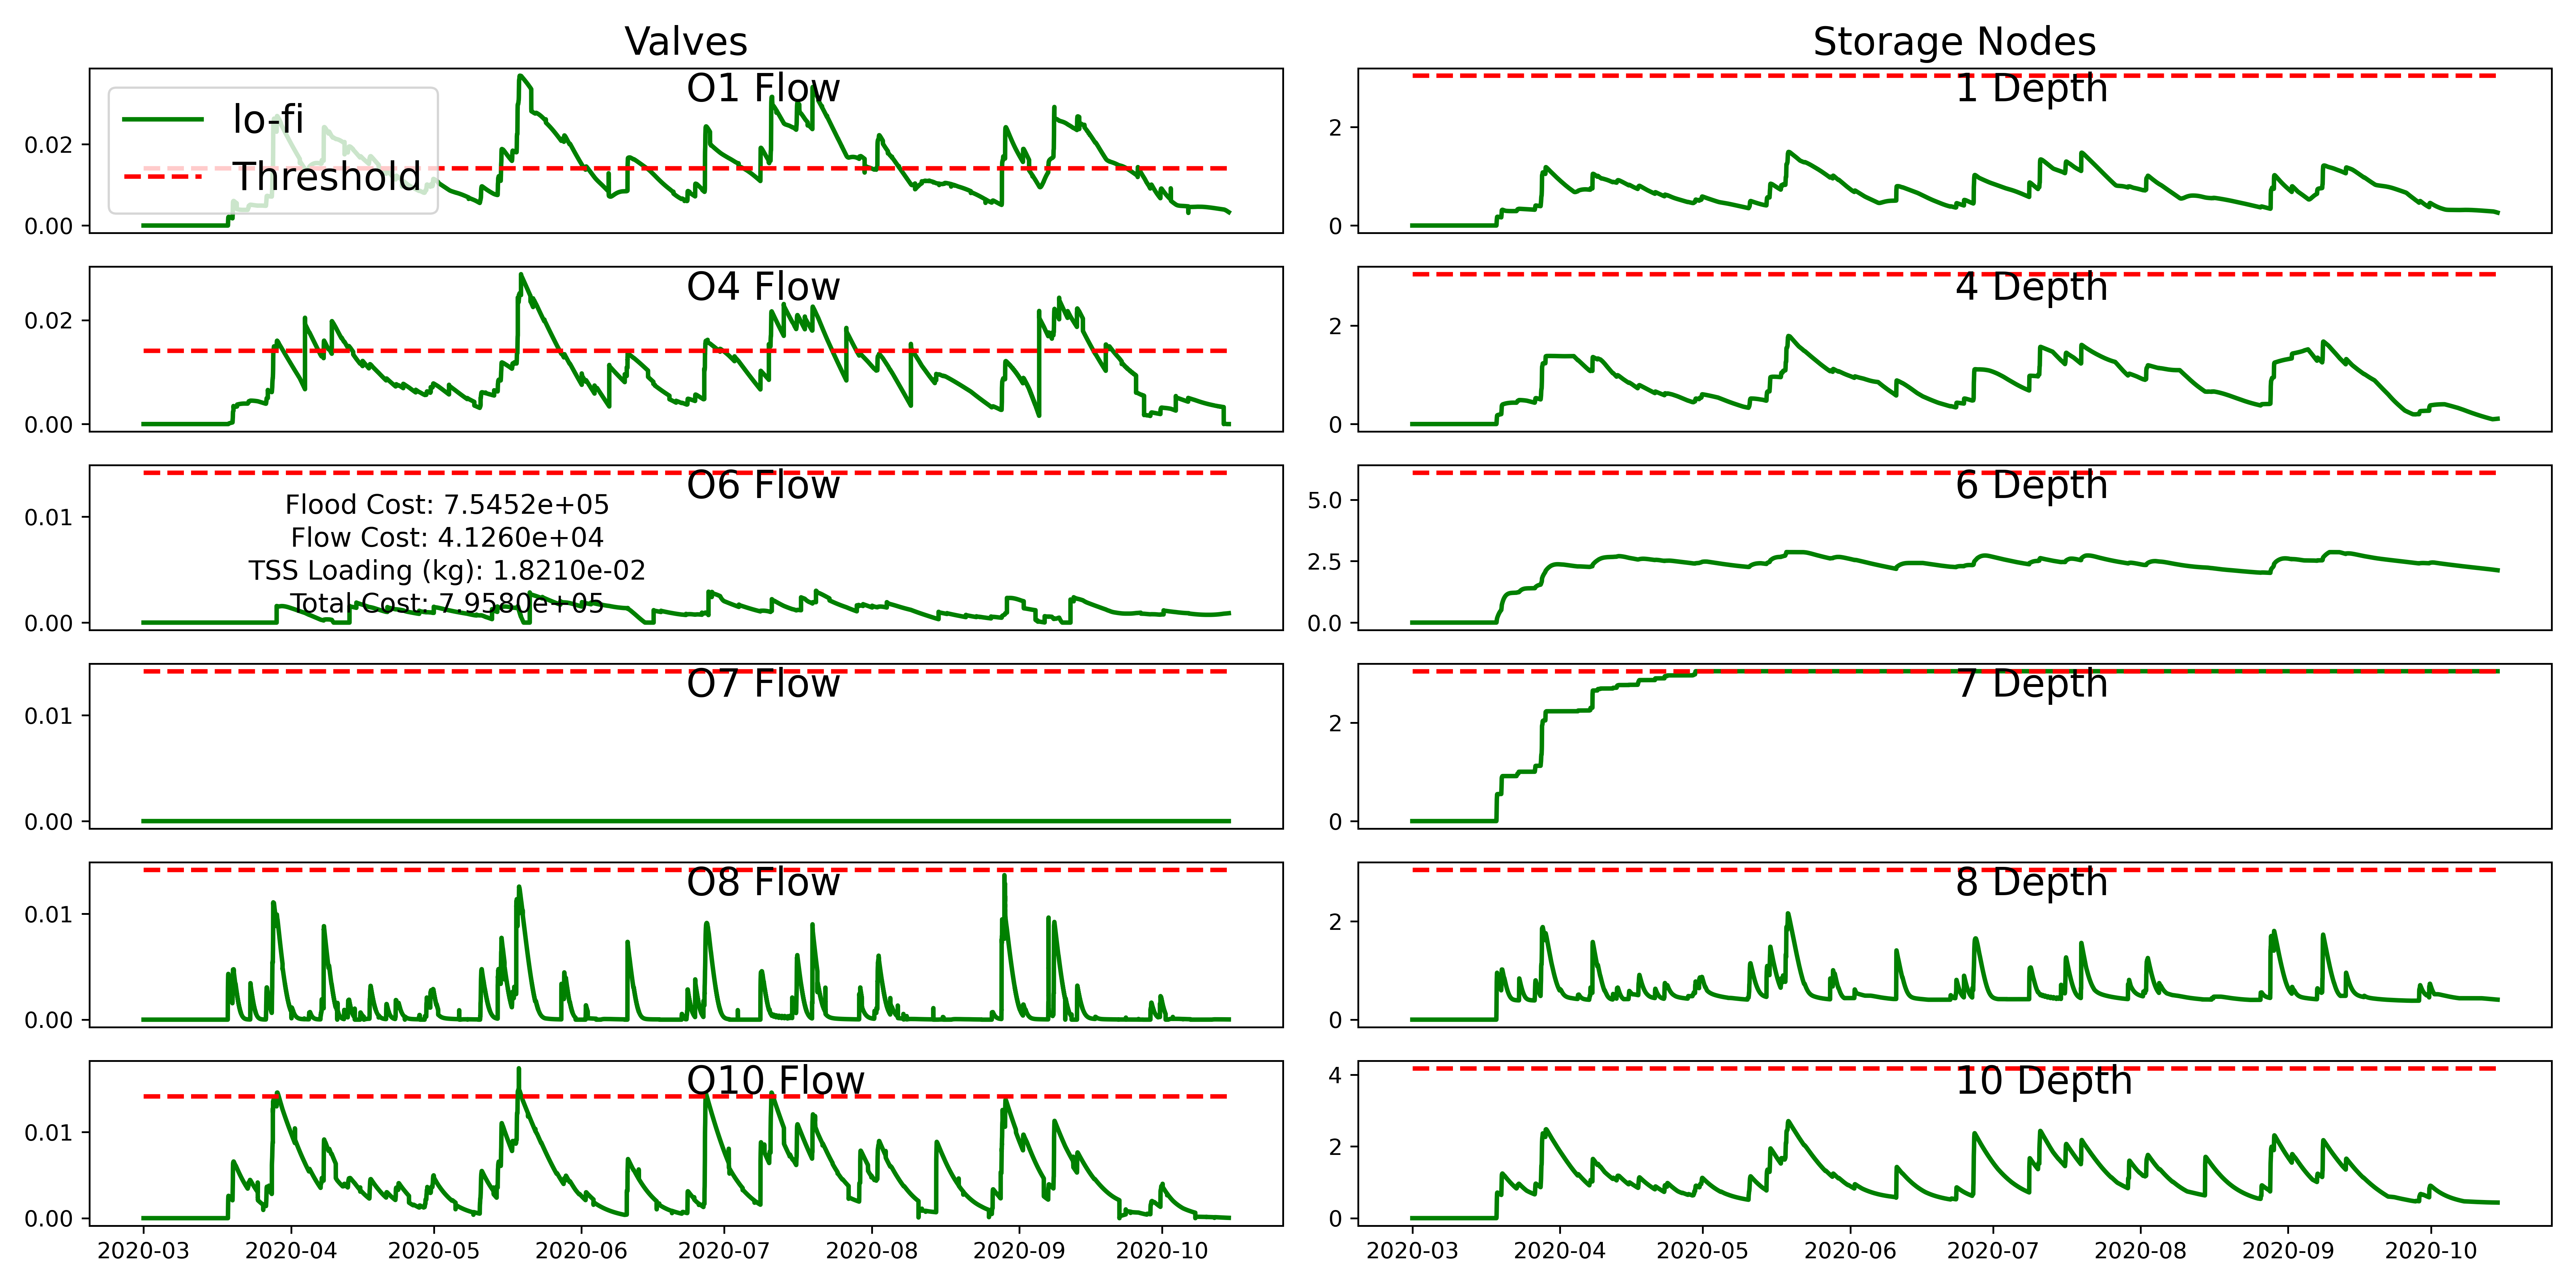 Valves
Storage Nodes
O1 Flow
lo-fi
Threshold
0.02
0.00
1 Depth
2
0
O4 Flow
0.02
0.00
4 Depth
2
0
O6 Flow
Flood Cost: 7.5452e+05
Flow Cost: 4.1260e+04
TSS Loading (kg): 1.8210e-02
Total Cost: 7.9580e+05
0.01
0.00
6 Depth
5.0
2.5
0.0
O7 Flow
0.01
0.00
7 Depth
2
0
O8 Flow
0.01
0.00
8 Depth
2
0
O10 Flow
0.01
0.00
2020-03 2020-04 2020-05 2020-06 2020-07 2020-08 2020-09 2020-10
10 Depth
4
2
0
2020-03 2020-04 2020-05 2020-06 2020-07 2020-08 2020-09 2020-10